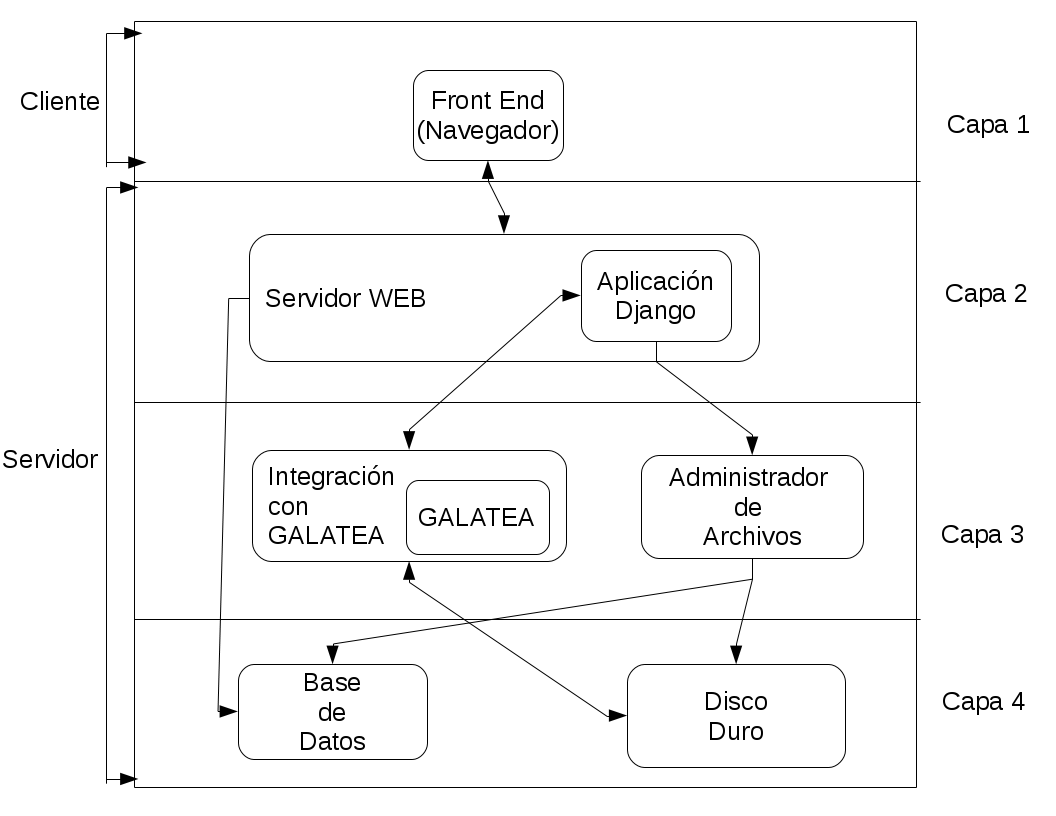 Cliente
Front End
(Navegador)
Capa 1
Servidor WEB
Aplicación
Django
Capa 2
Servidor
Integración
con
GALATEA
GALATEA
Administrador
de
Archivos
Capa 3
Base
de
Datos
Disco
Duro
Capa 4